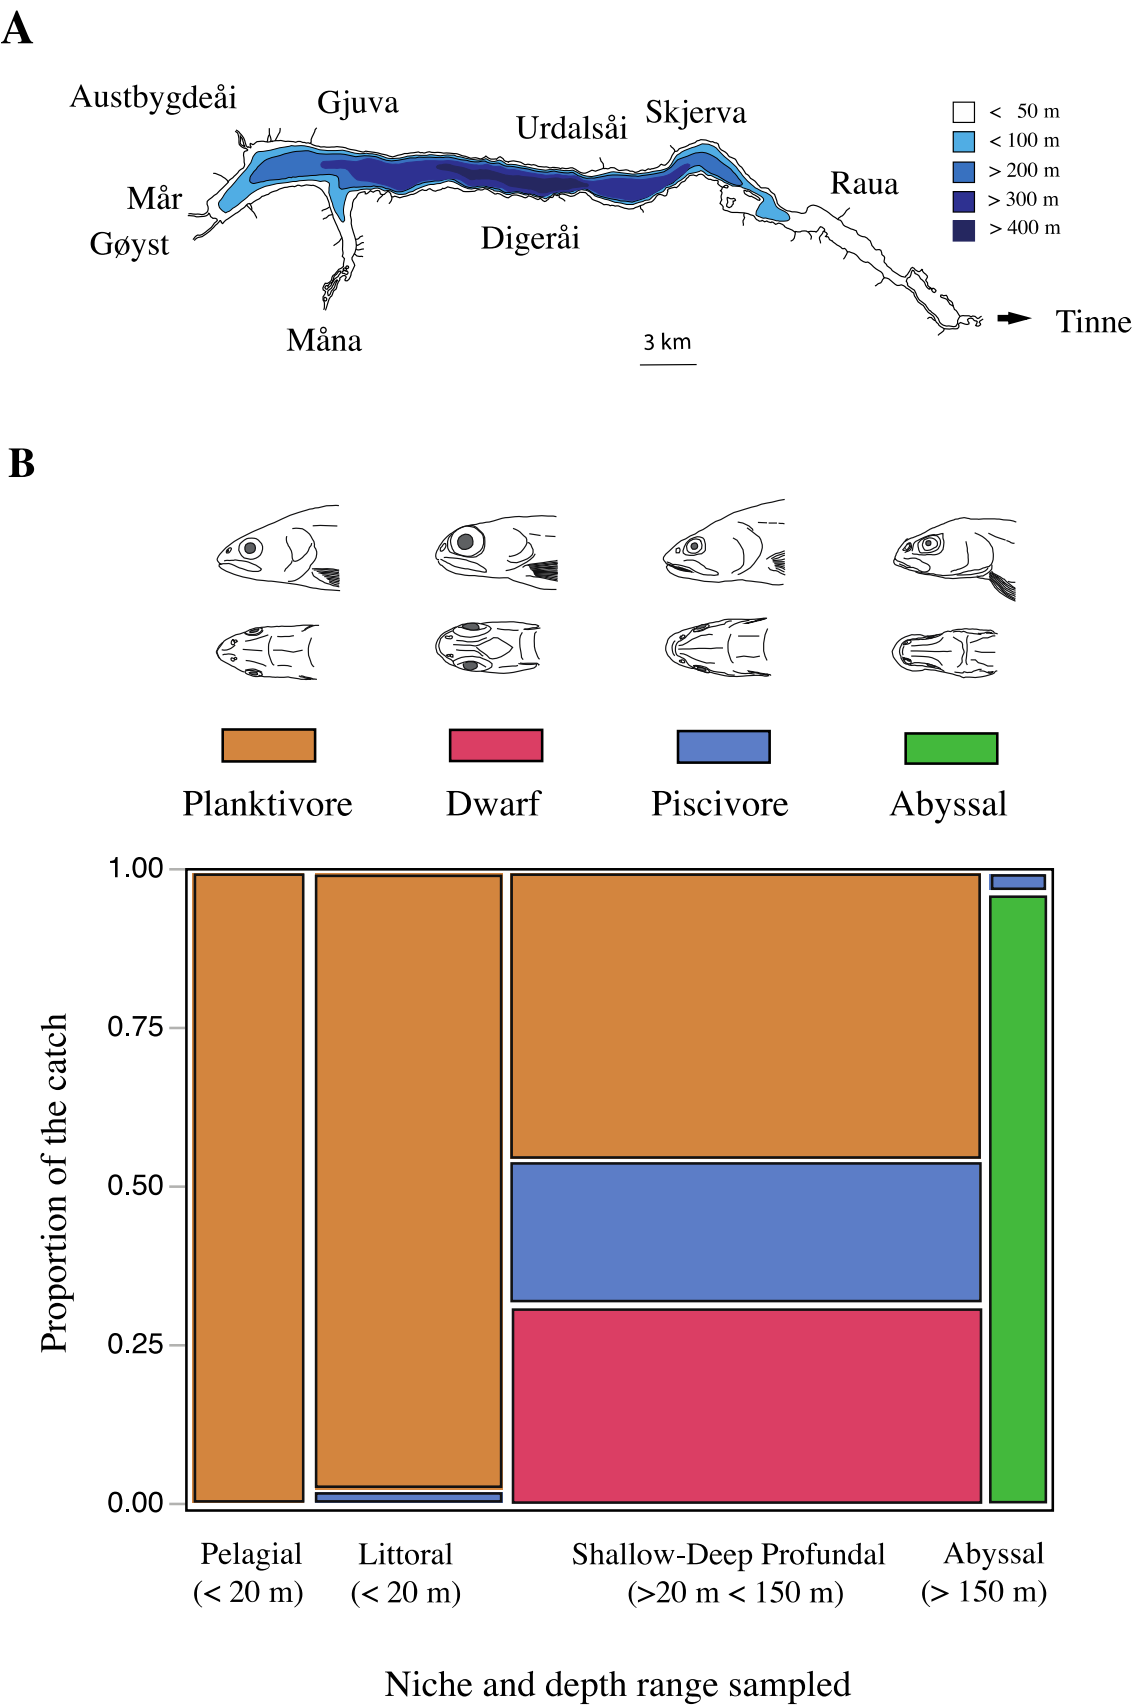 A
Austbygdeåi
Gjuva
Urdalsåi
Skjerva
< 50 m
< 100 m
> 200 m
> 300 m
> 400 m
Mår
Raua
Gøyst
Digeråi
Måna
3 km
Tinne
B
Planktivore
Dwarf
Piscivore
Abyssal
Proportion of the catch
1.00
0.75
0.50
0.25
0.00
Pelagial
(< 20 m)
Littoral
(< 20 m)
Shallow-Deep Profundal
(>20 m < 150 m)
Abyssal
(> 150 m)
Niche and depth range sampled